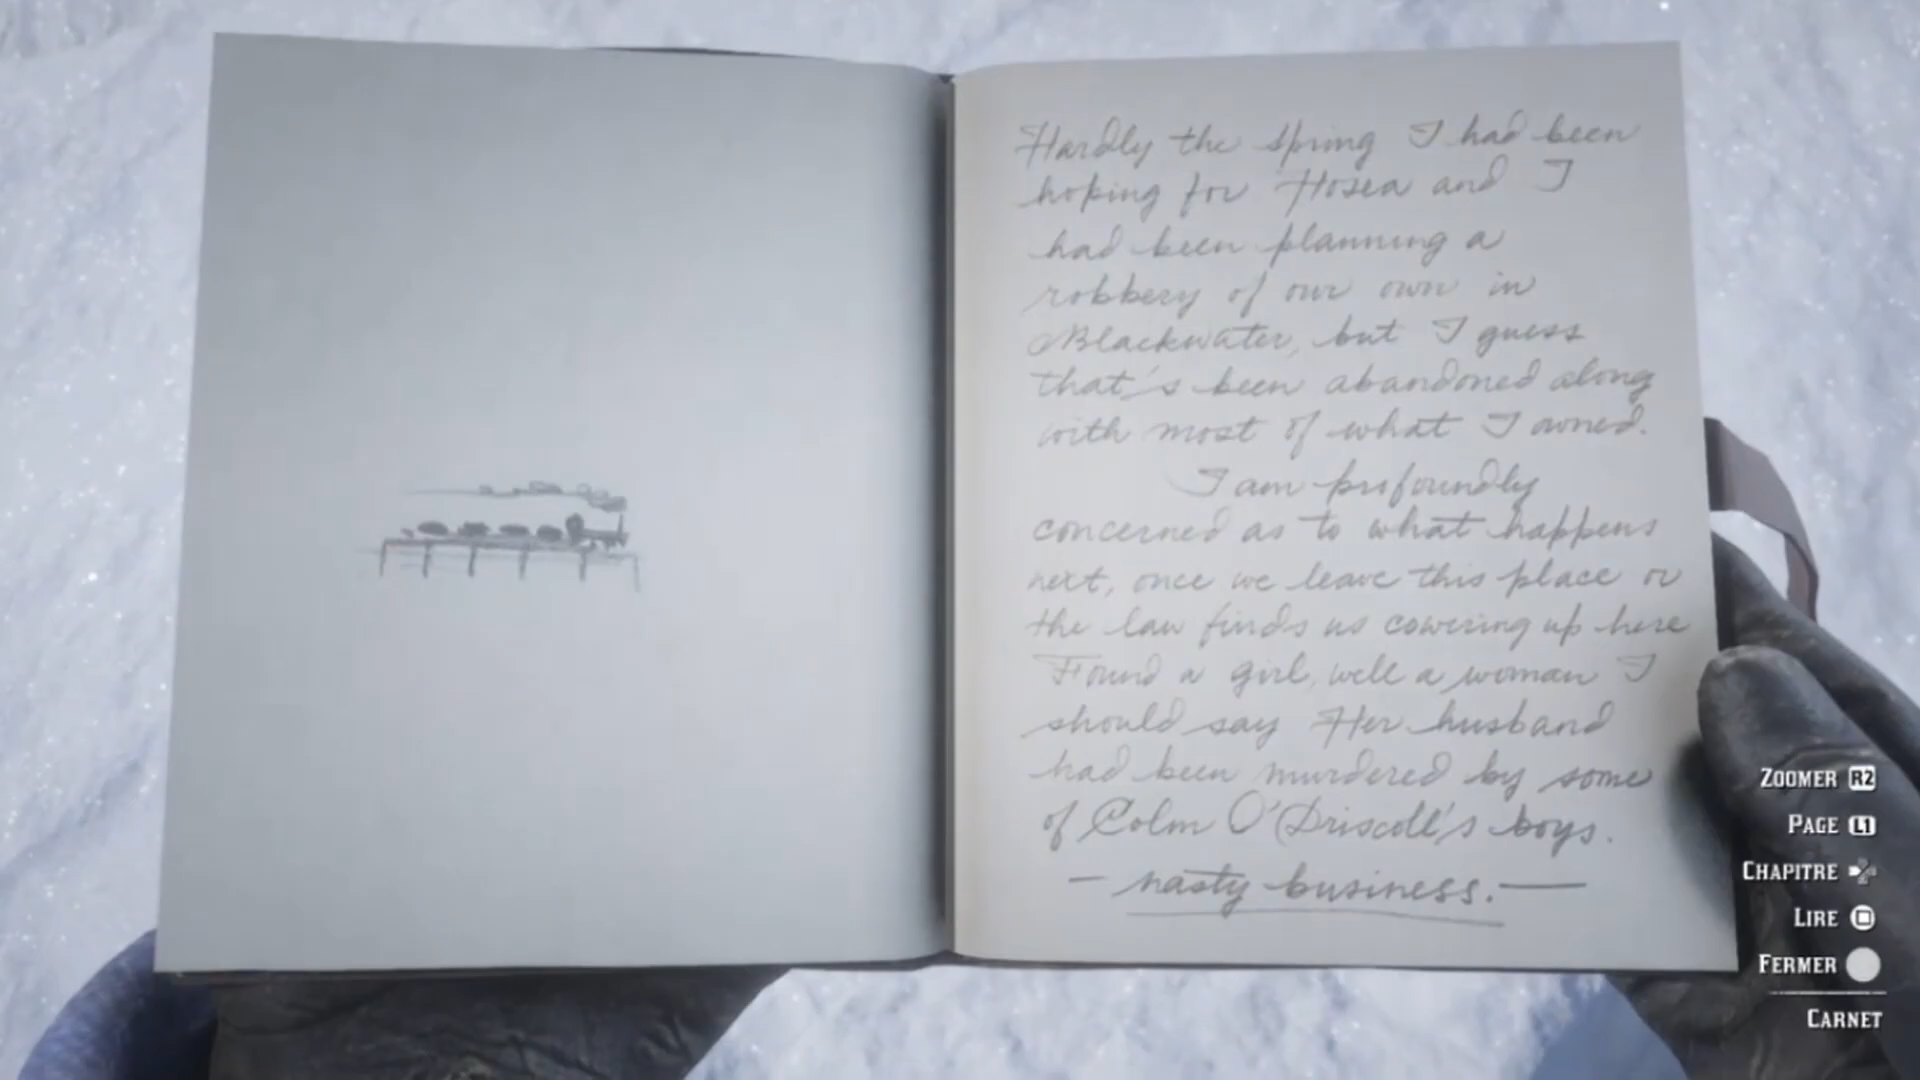 Hardly the spring I had been
hoping for Hosea and I
had been planning a
robbery of our own in
Blackwater, but I guess
that's been abandoned along
with most of what I owned.
I am profoundly
concerned as to what happens
next, once we leave this place or
the law finds us cowering up here
Found a girl, well a woman I
should say Her husband
had been murdered by some
of Colm O'Driscoll's boys.
— nasty business. —
ZOOMER R2
PAGE L1
CHAPITRE
LIRE
FERMER
CARNET